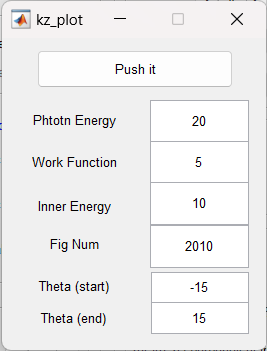 kz_plot
Push it
Phtotn Energy 20
Work Function 5
Inner Energy 10
Fig Num 2010
Theta (start) -15
Theta (end) 15